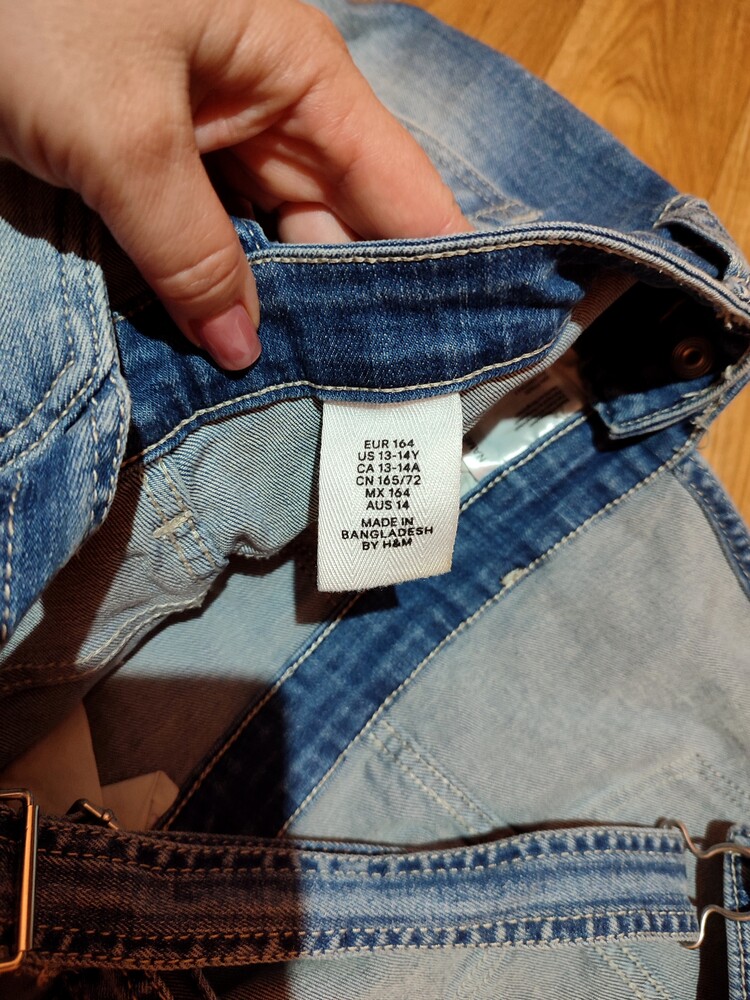 EUR 164
US 13-14Y
CA 13-14A
CN 165/72
MX 164
AUS 14
MADE IN
BANGLADESH
BY H&M